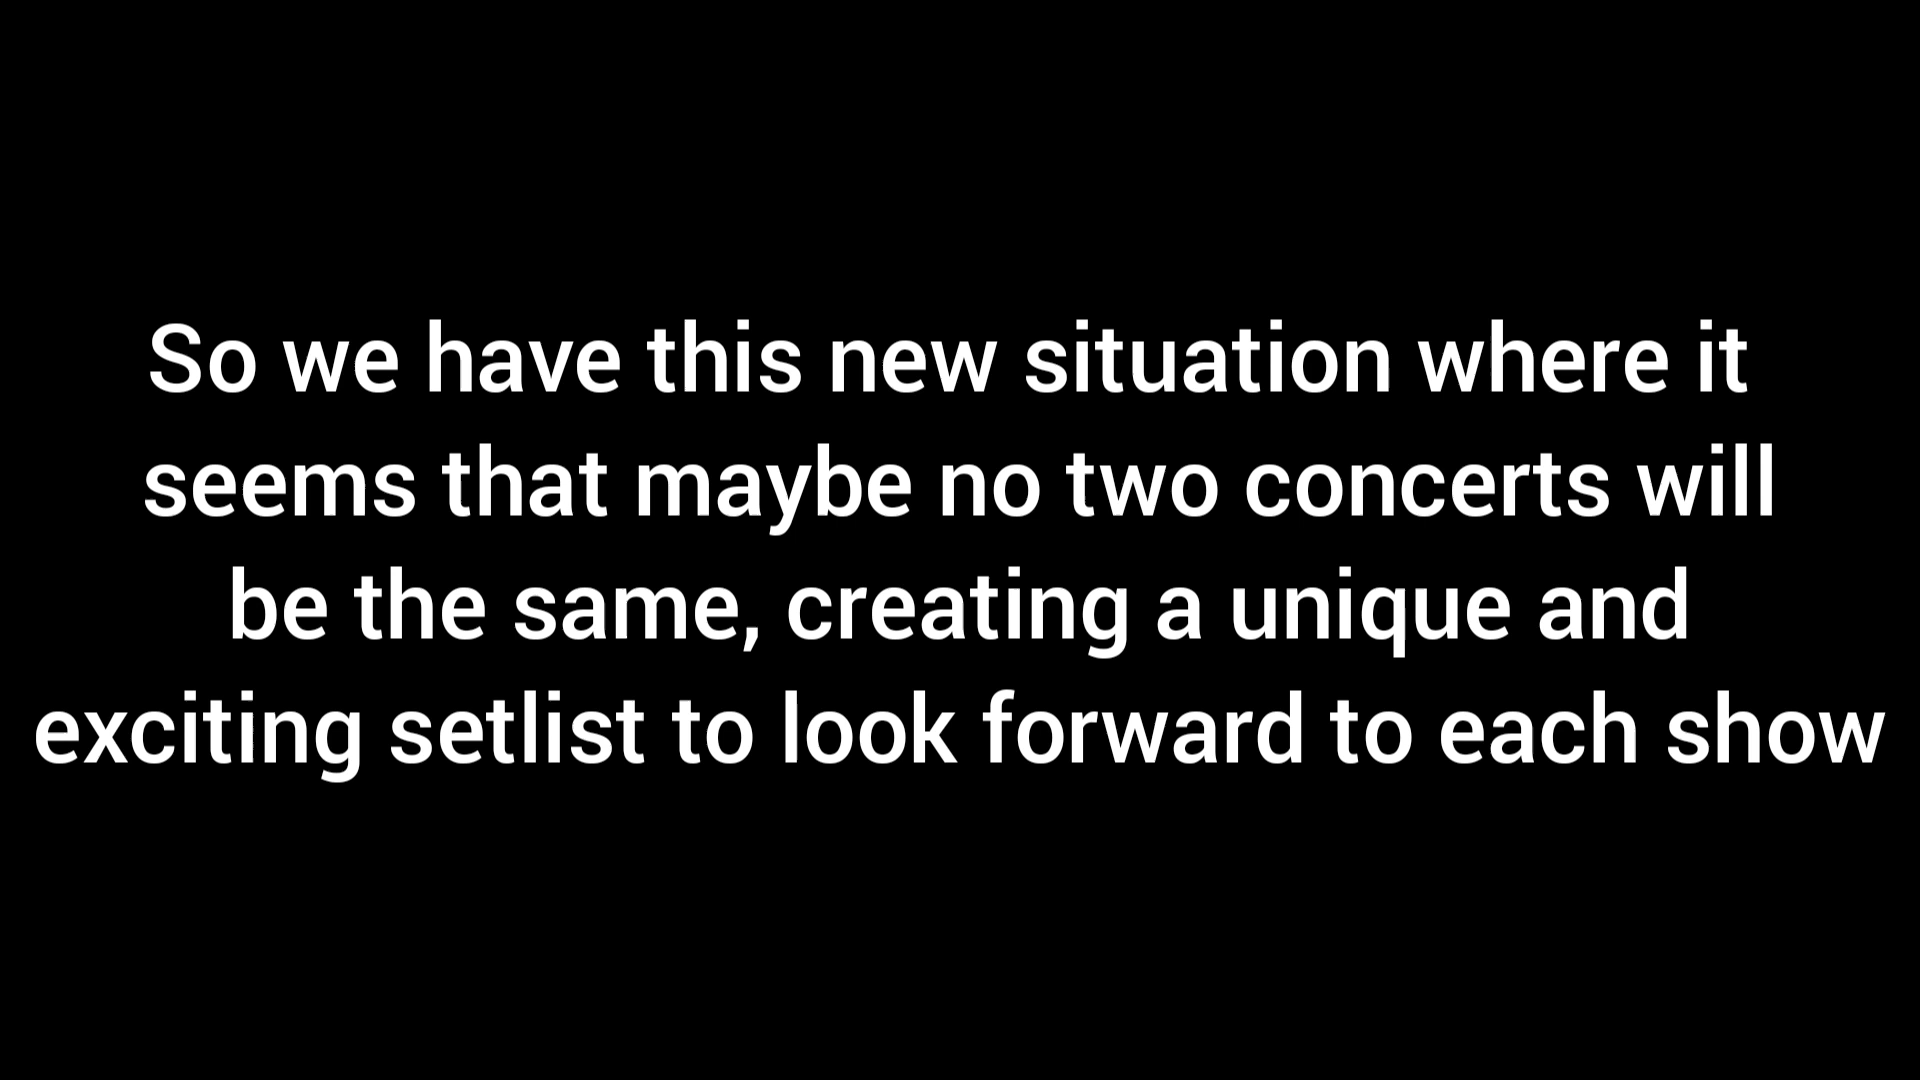 So we have this new situation where it
seems that maybe no two concerts will
be the same, creating a unique and
exciting setlist to look forward to each show